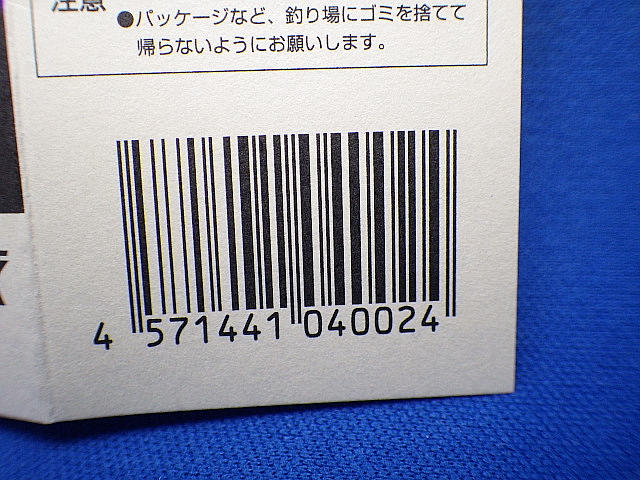 注意
●パッケージなど、釣り場にゴミを捨てて
帰らないようにお願いします。
4 571441 040024